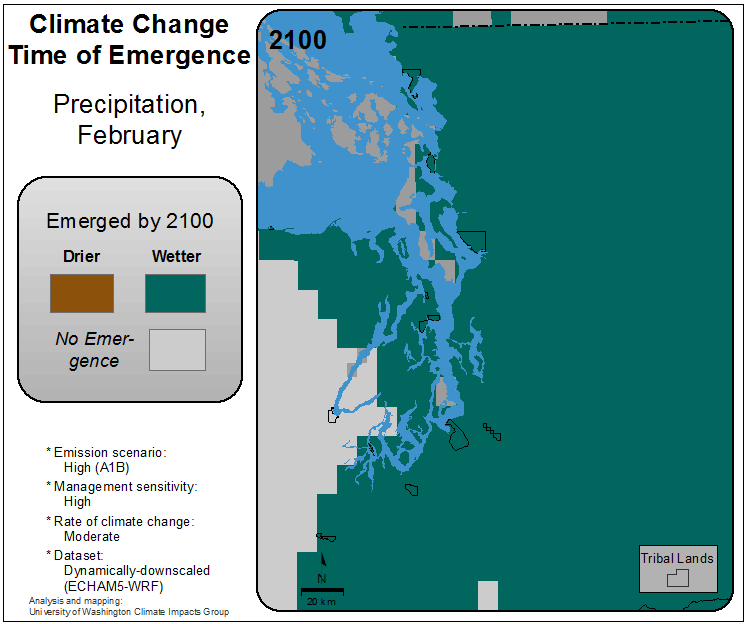 Climate Change
Time of Emergence
Precipitation,
February
Emerged by 2100
Drier
Wetter
No Emer-
gence
* Emission scenario:
High (A1B)
* Management sensitivity:
High
* Rate of climate change:
Moderate
* Dataset:
Dynamically-downscaled
(ECHAM5-WRF)
Analysis and mapping:
University of Washington Climate Impacts Group
2100
N
20 km
Tribal Lands